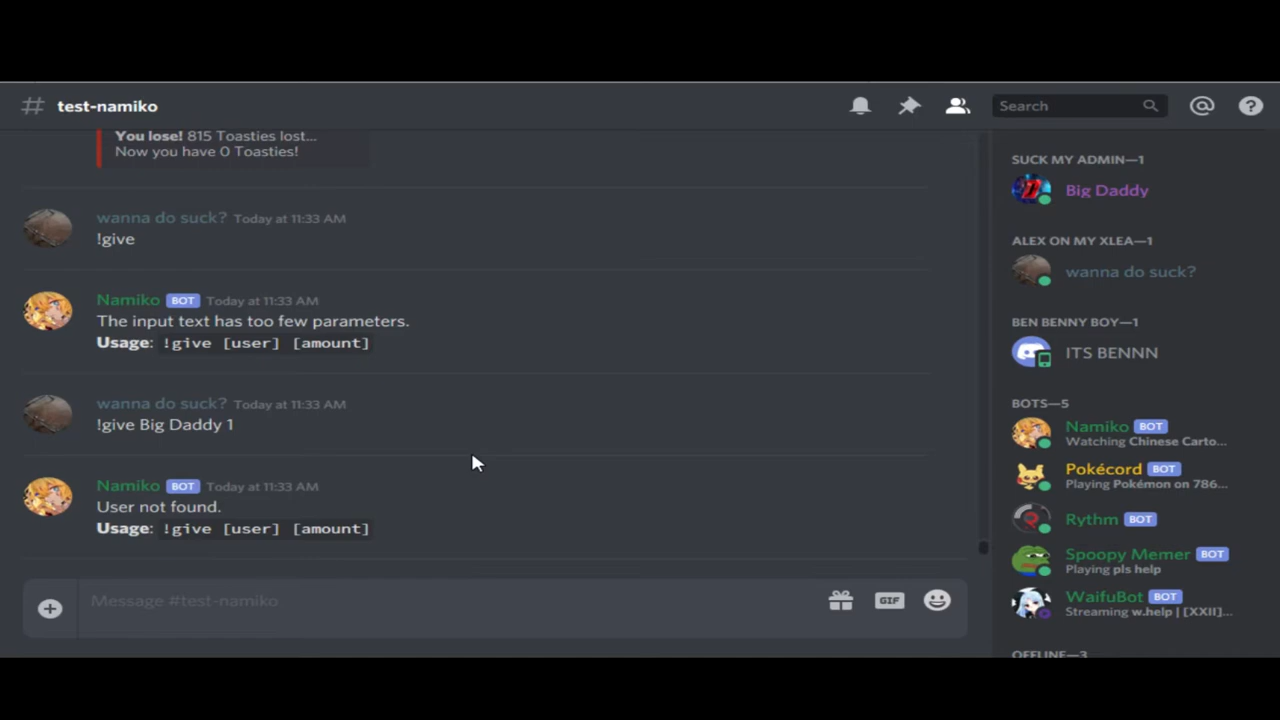 test-namiko
Search
You lose! 815 Toasties lost...
Now you have 0 Toasties!
wanna do suck? Today at 11:33 AM
!give
Namiko BOT Today at 11:33 AM
The input text has too few parameters.
Usage: !give [user] [amount]
wanna do suck? Today at 11:33 AM
!give Big Daddy 1
Namiko BOT Today at 11:33 AM
User not found.
Usage: !give [user] [amount]
Message #test-namiko
GIF
SUCK MY ADMIN—1
Big Daddy
ALEX ON MY XLEA—1
wanna do suck?
BEN BENNY BOY—1
ITS BENNN
BOTS—5
Namiko BOT
Watching Chinese Carto...
Pokécord BOT
Playing Pokémon on 786...
Rythm BOT
Spoopy Memer BOT
Playing pls help
WaifuBot BOT
Streaming w.help | [XXII]...
OFFLINE—3